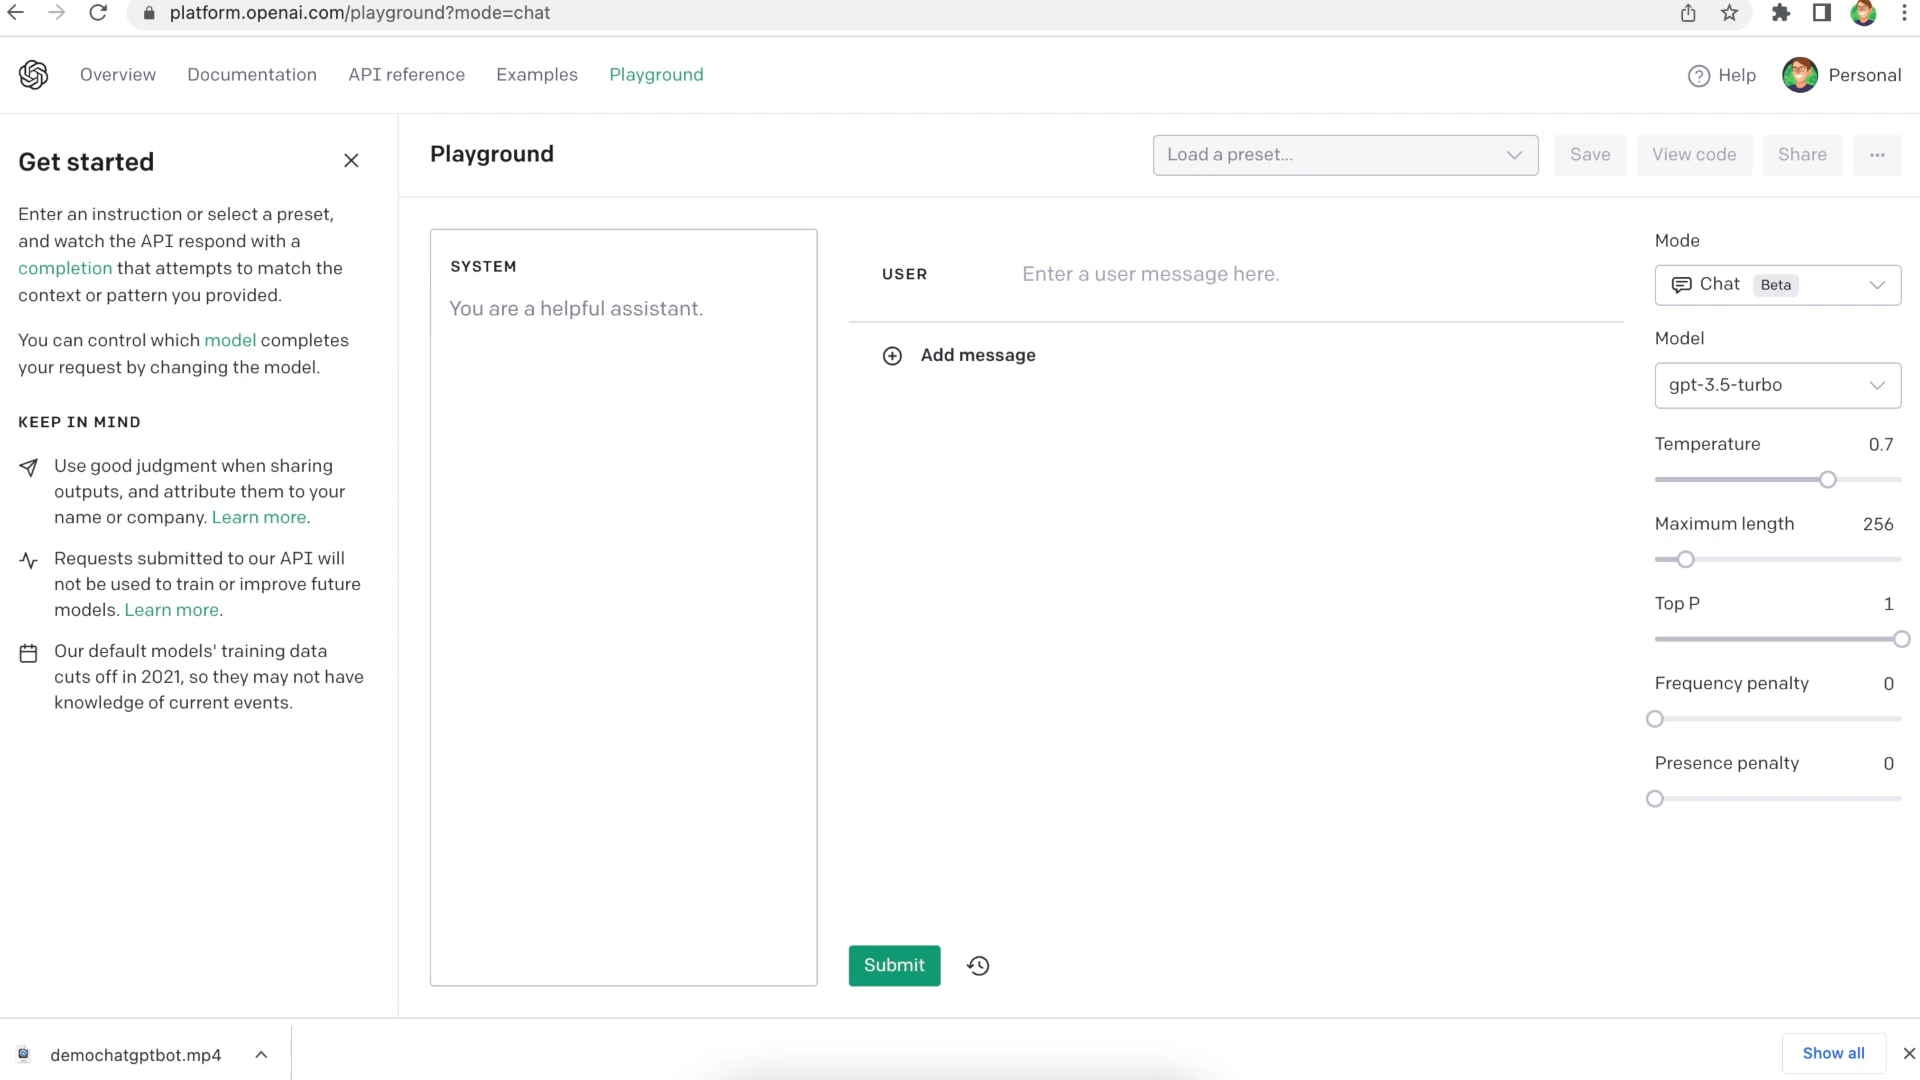 platform.openai.com/playground?mode=chat
Overview
Documentation
API reference
Examples
Playground
Help
Personal
Get started
Enter an instruction or select a preset,
and watch the API respond with a
completion that attempts to match the
context or pattern you provided.
You can control which model completes
your request by changing the model.
KEEP IN MIND
Use good judgment when sharing
outputs, and attribute them to your
name or company. Learn more.
Requests submitted to our API will
not be used to train or improve future
models. Learn more.
Our default models' training data
cuts off in 2021, so they may not have
knowledge of current events.
Playground
Load a preset...
Save
View code
Share
...
SYSTEM
You are a helpful assistant.
USER
Enter a user message here.
Add message
Submit
Mode
Chat Beta
Model
gpt-3.5-turbo
Temperature 0.7
Maximum length 256
Top P 1
Frequency penalty 0
Presence penalty 0
demochatgptbot.mp4
Show all